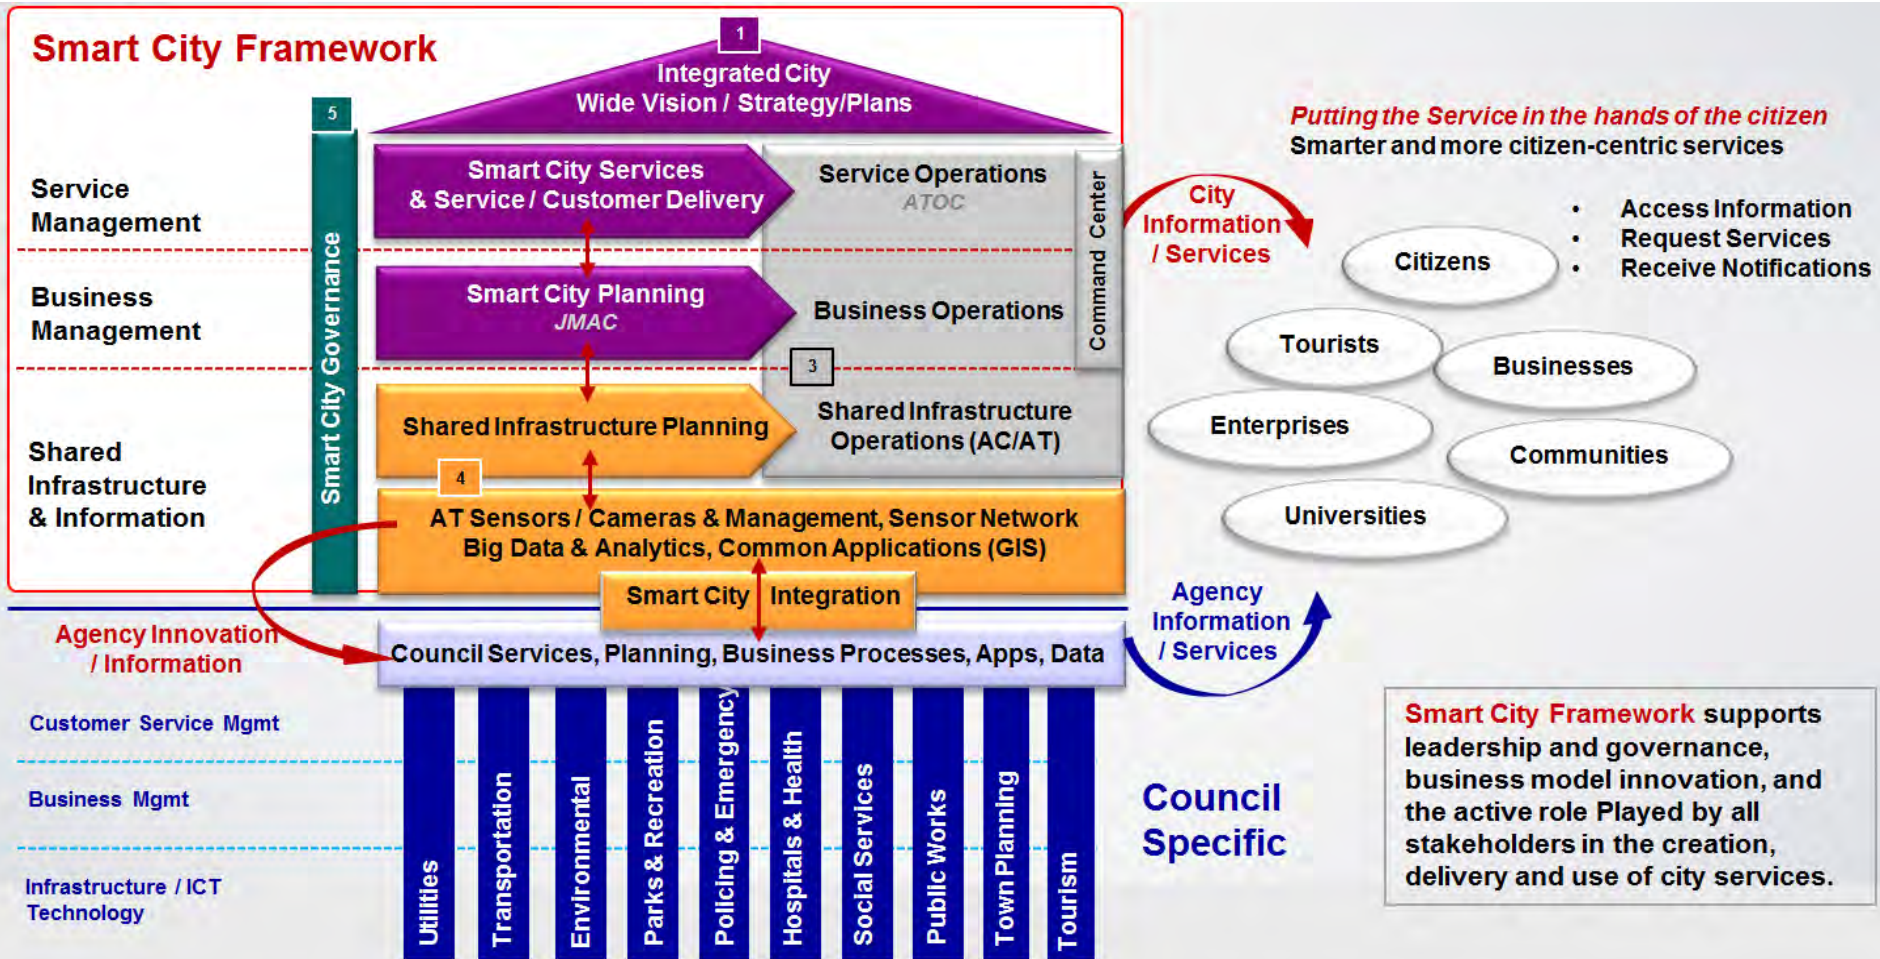 Smart City Framework
1
Integrated City
Wide Vision / Strategy/Plans
5
Smart City Governance
Service
Management
Business
Management
Shared
Infrastructure
& Information
Smart City Services
& Service / Customer Delivery
Service Operations
ATOC
Command Center
Smart City Planning
JMAC
Business Operations
3
Shared Infrastructure Planning
Shared Infrastructure
Operations (AC/AT)
4
AT Sensors / Cameras & Management, Sensor Network
Big Data & Analytics, Common Applications (GIS)
Smart City Integration
Agency Innovation
/ Information
Council Services, Planning, Business Processes, Apps, Data
Customer Service Mgmt
Business Mgmt
Infrastructure / ICT
Technology
Utilities
Transportation
Environmental
Parks & Recreation
Policing & Emergency
Hospitals & Health
Social Services
Public Works
Town Planning
Tourism
Council
Specific
City
Information
/ Services
Agency
Information
/ Services
Putting the Service in the hands of the citizen
Smarter and more citizen-centric services
• Access Information
• Request Services
• Receive Notifications
Citizens
Tourists
Businesses
Enterprises
Communities
Universities
Smart City Framework supports
leadership and governance,
business model innovation, and
the active role Played by all
stakeholders in the creation,
delivery and use of city services.